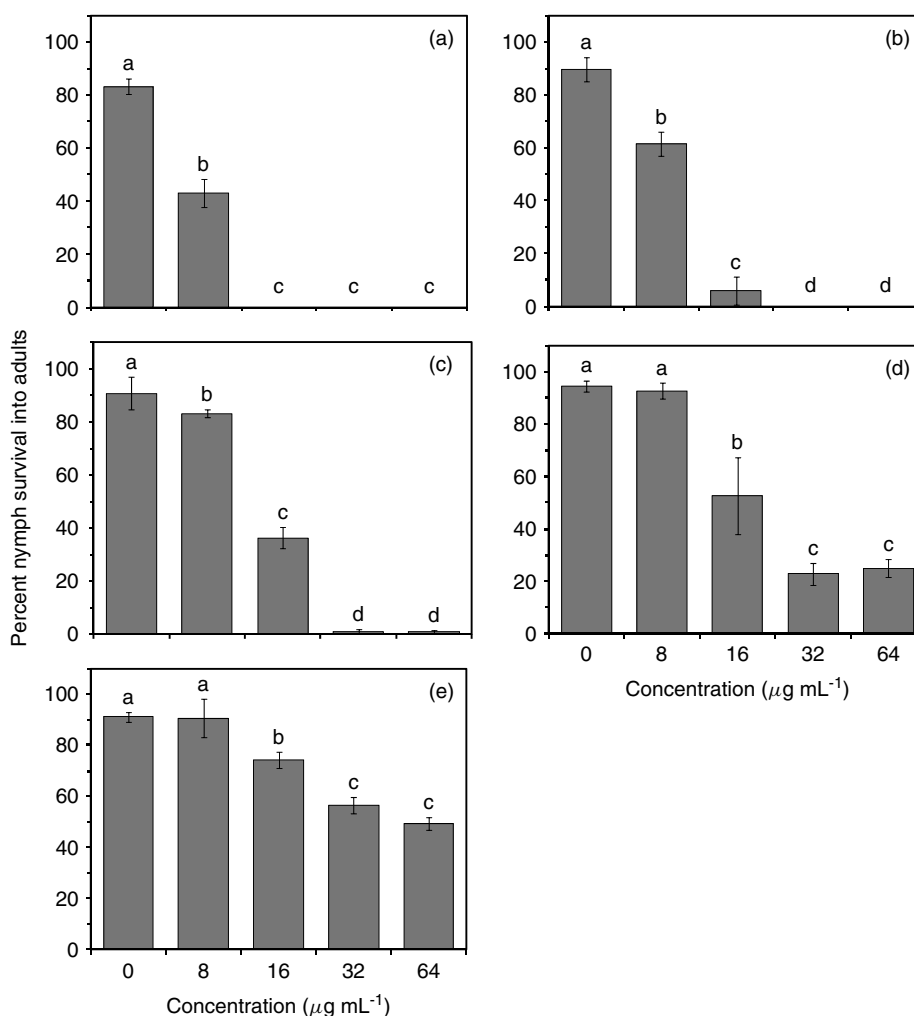 Percent nymph survival into adults
(a)
100
80
60
40
20
0
a
b
c
c
c
(b)
100
80
60
40
20
0
a
b
c
d
d
(c)
100
80
60
40
20
0
a
b
c
d
d
(d)
100
80
60
40
20
0
a
a
b
c
c
0 8 16 32 64
Concentration (μg mL⁻¹)
(e)
100
80
60
40
20
0
a
a
b
c
c
0 8 16 32 64
Concentration (μg mL⁻¹)